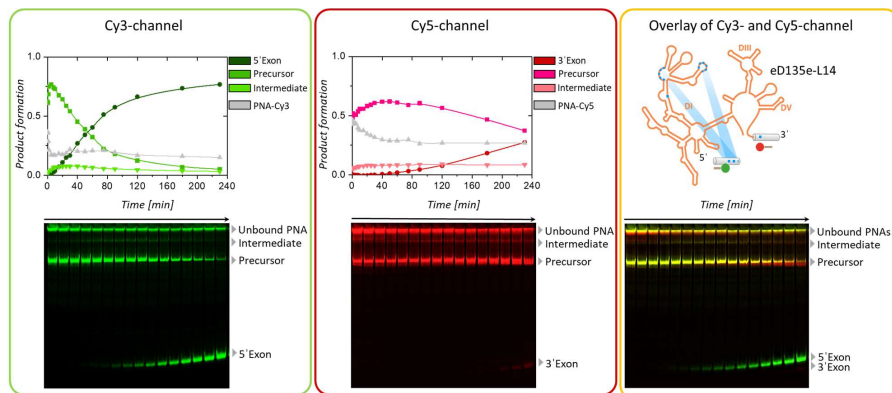 Cy3-channel
1.0
0.5
0.0
0 40 80 120 160 200 240
Product formation
Time [min]
5`Exon
Precursor
Intermediate
PNA-Cy3
Unbound PNA
Intermediate
Precursor
5`Exon
Cy5-channel
1.0
0.5
0.0
0 40 80 120 160 200 240
Product formation
Time [min]
3`Exon
Precursor
Intermediate
PNA-Cy5
Unbound PNA
Intermediate
Precursor
3`Exon
Overlay of Cy3- and Cy5-channel
DIII
eD135e-L14
DI
DV
3`
5`
Time [min]
Unbound PNAs
Intermediate
Precursor
5`Exon
3`Exon